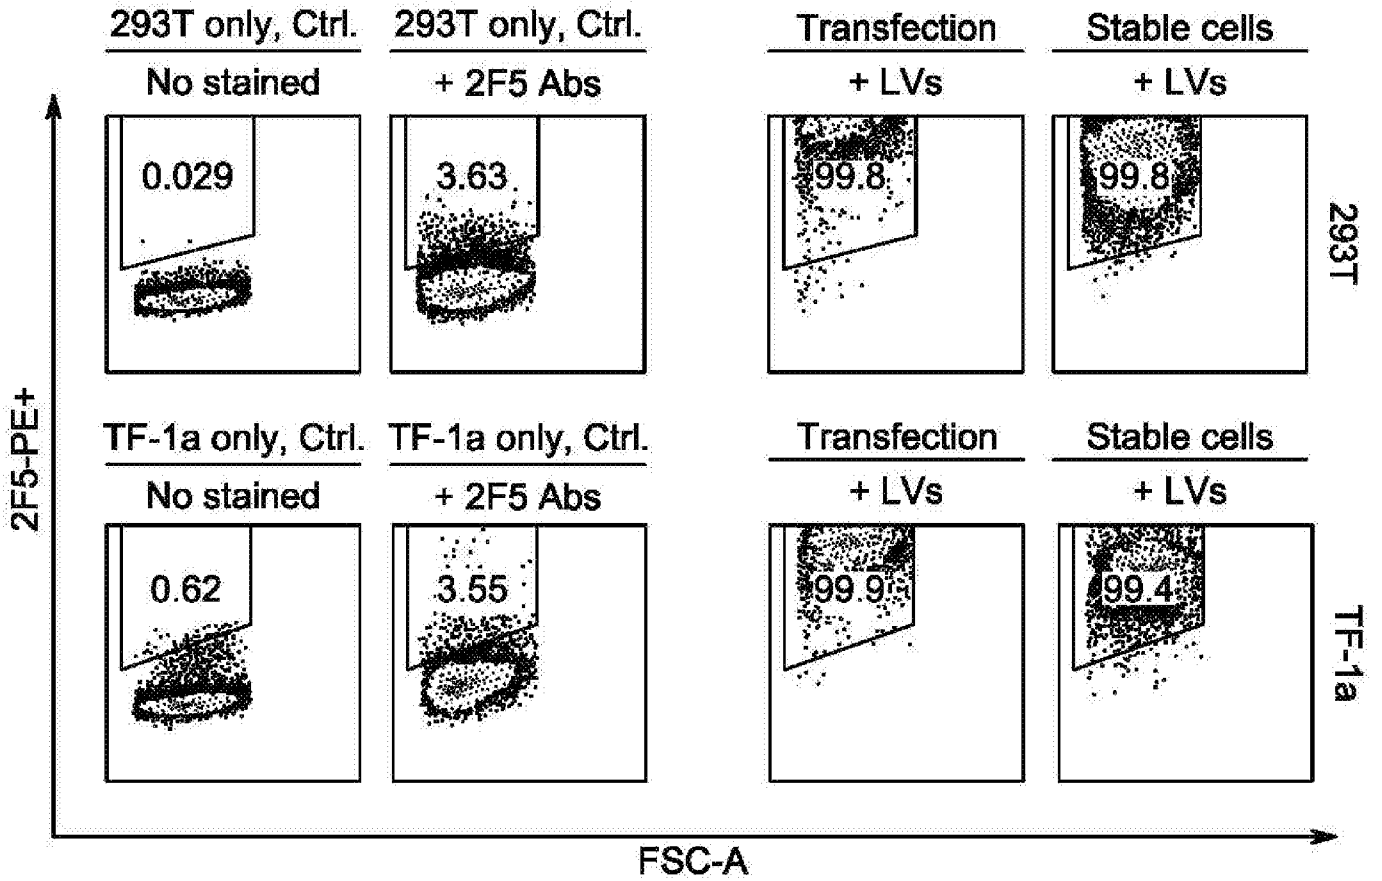 293T only, Ctrl.
No stained
293T only, Ctrl.
+ 2F5 Abs
Transfection
+ LVs
Stable cells
+ LVs
0.029
3.63
99.8
99.8
293T
TF-1a only, Ctrl.
No stained
TF-1a only, Ctrl.
+ 2F5 Abs
Transfection
+ LVs
Stable cells
+ LVs
0.62
3.55
99.9
99.4
TF-1a
2F5-PE+
FSC-A